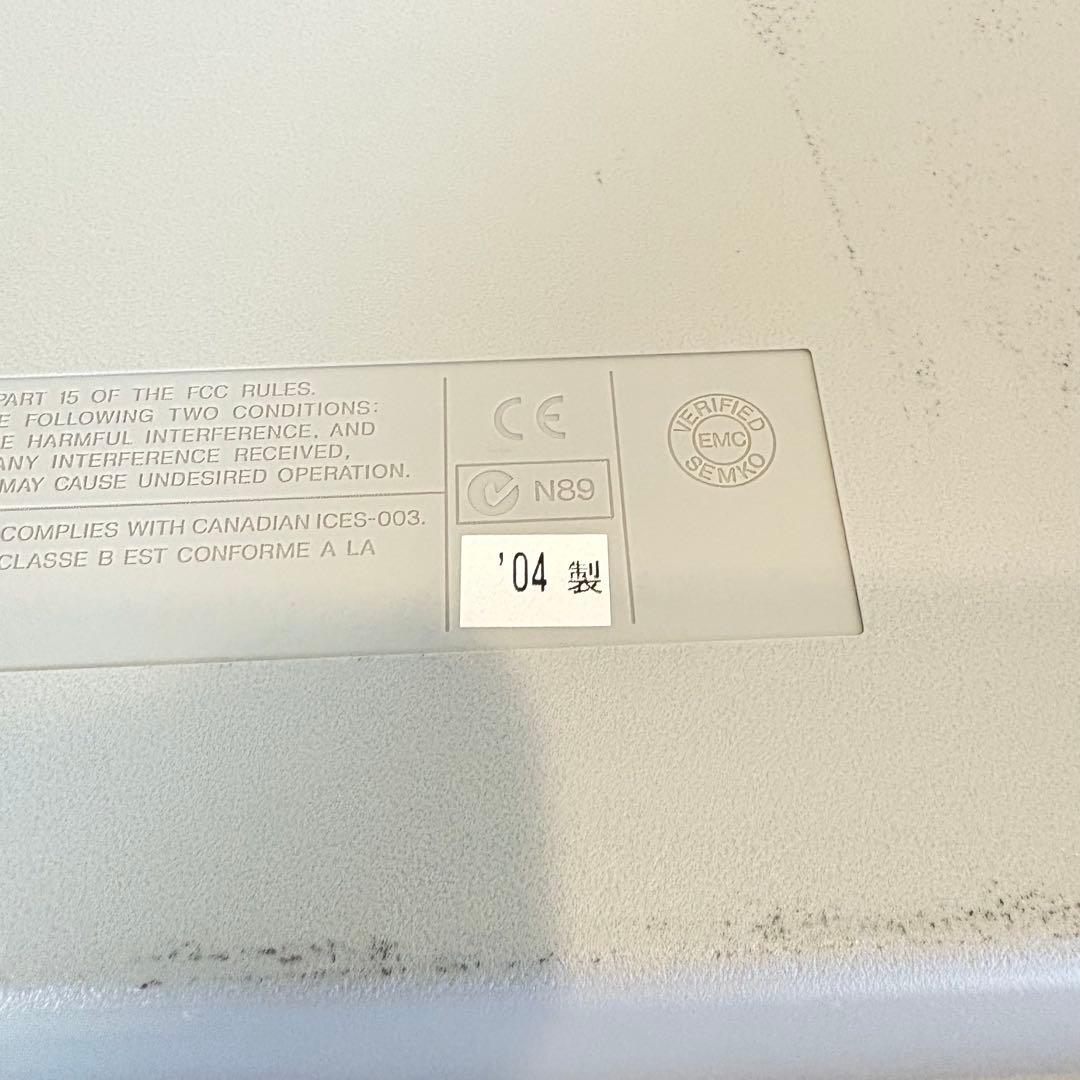 PART 15 OF THE FCC RULES.
E FOLLOWING TWO CONDITIONS:
E HARMFUL INTERFERENCE, AND
ANY INTERFERENCE RECEIVED,
MAY CAUSE UNDESIRED OPERATION.
COMPLIES WITH CANADIAN ICES-003.
CLASSE B EST CONFORME A LA
CE
N89
'04 製
VERIFIED
EMC
SEMKO